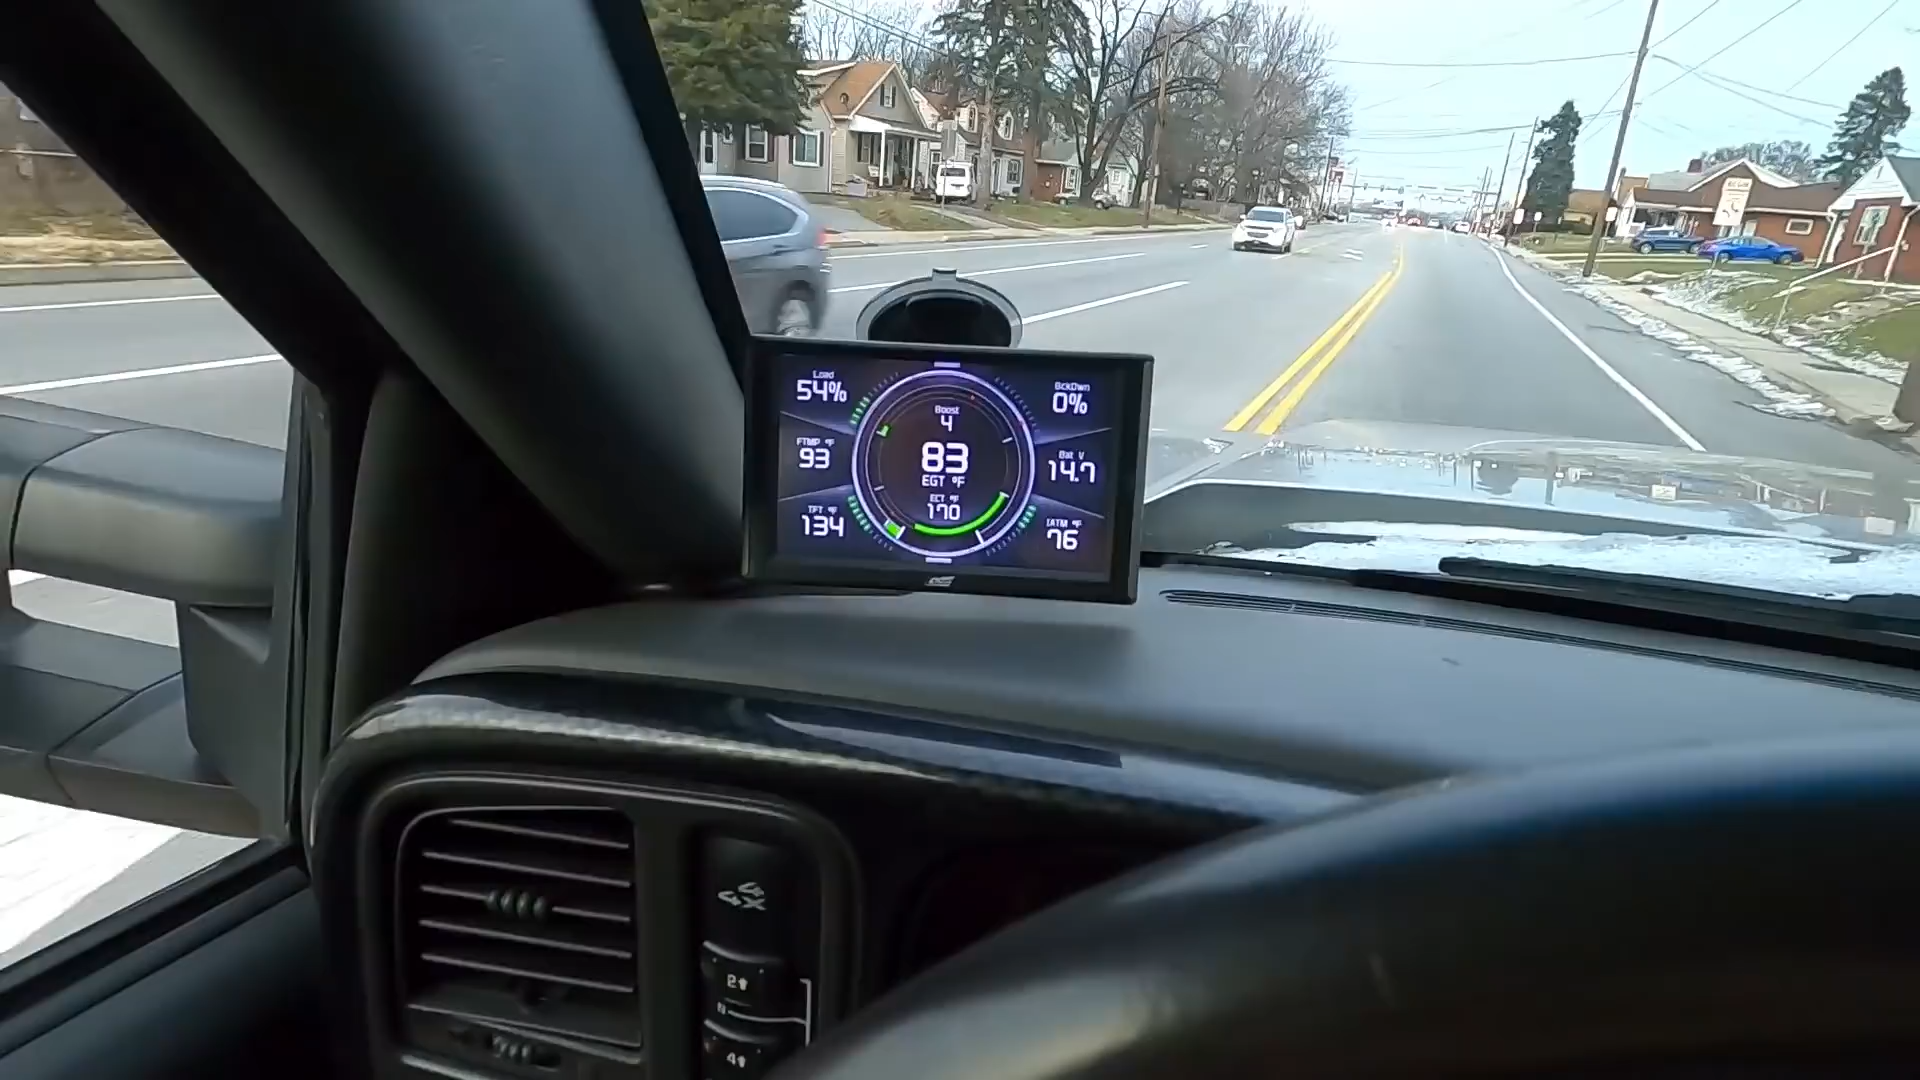 Load
54%
FTMP °F
93
TFT °F
134
Boost
4
83
EGT °F
ECT °F
170
BckDwn
0%
Bat V
14.7
IATM °F
76
4X
2
N
4